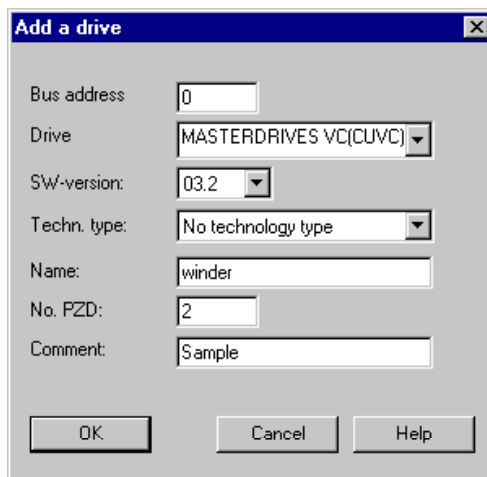 Add a drive
Bus address 0
Drive MASTERDRIVES VC(CUVC)
SW-version: 03.2
Techn. type: No technology type
Name: winder
No. PZD: 2
Comment: Sample
OK Cancel Help